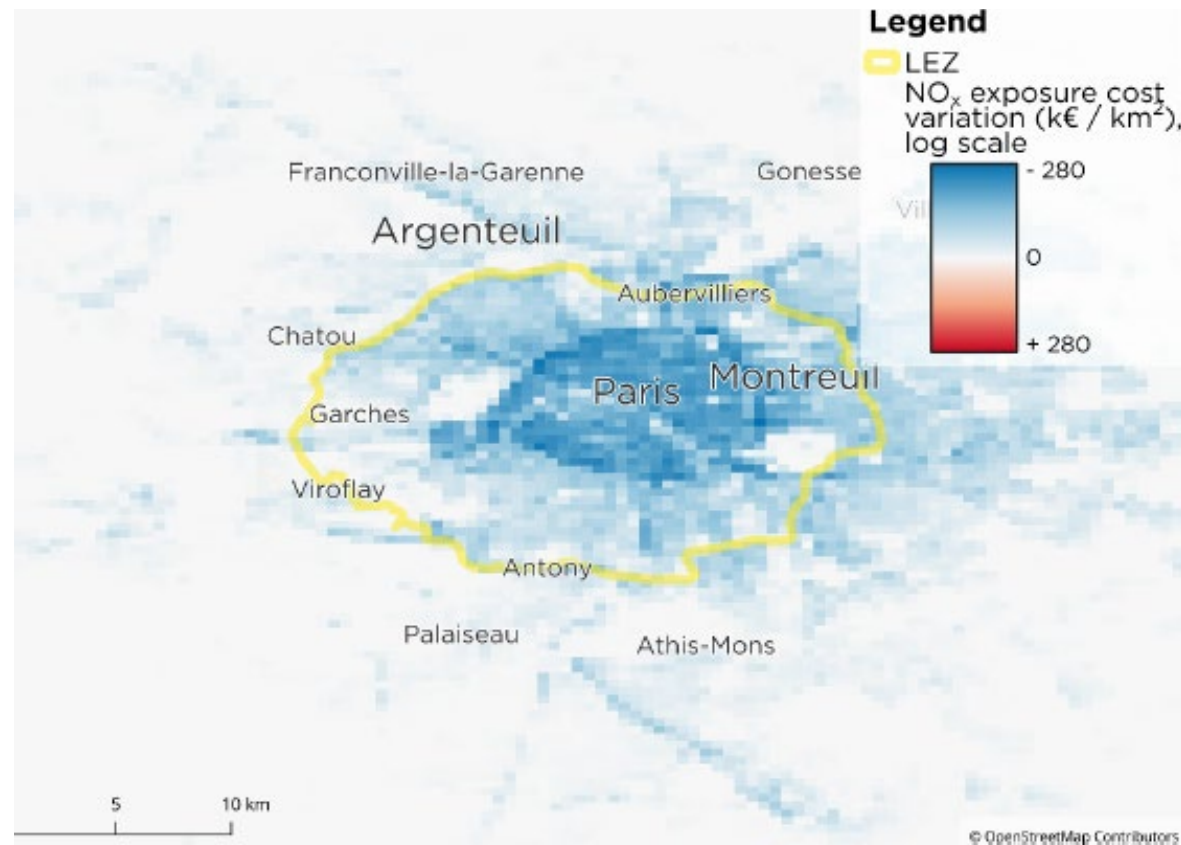 Legend
LEZ
NOₓ exposure cost
variation (k€ / km²),
log scale
- 280
0
+ 280
Franconville-la-Garenne
Gonesse
Vil
Argenteuil
Aubervilliers
Chatou
Paris
Montreuil
Garches
Viroflay
Antony
Palaiseau
Athis-Mons
5
10 km
© OpenStreetMap Contributors